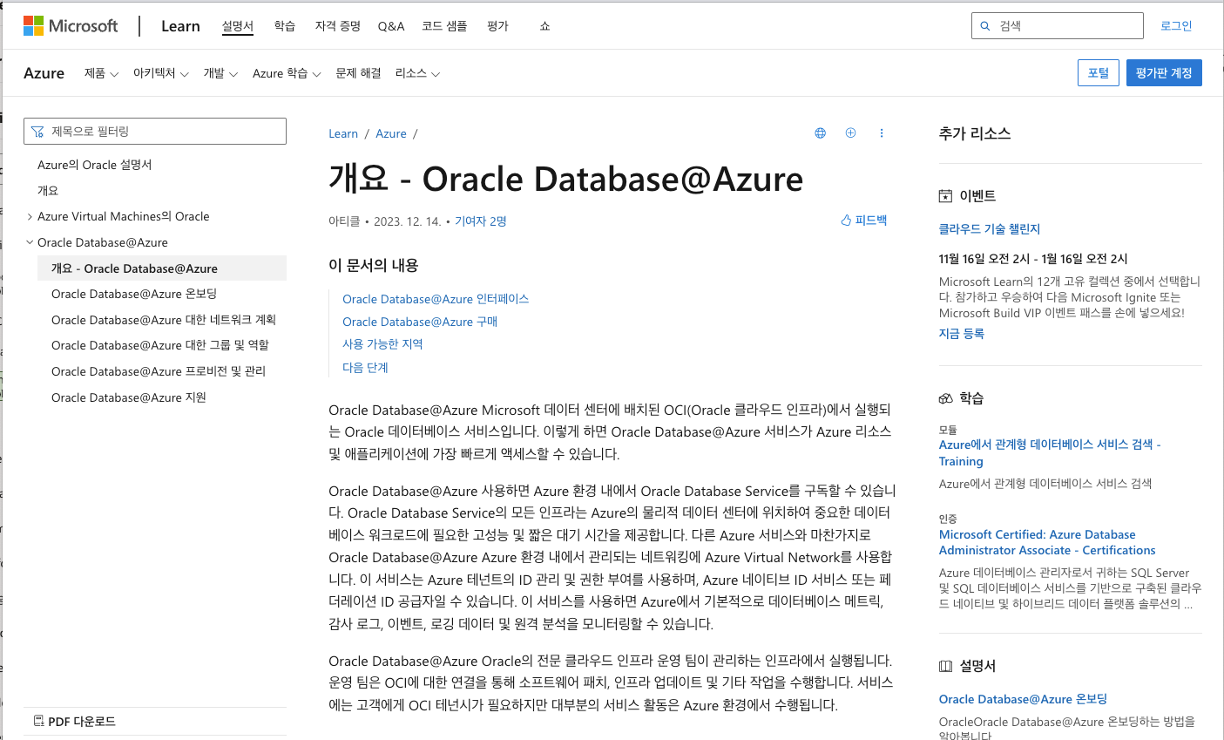 Microsoft
Learn 설명서 학습 자격 증명 Q&A 코드 샘플 평가 쇼
검색
로그인
Azure 제품 아키텍처 개발 Azure 학습 문제 해결 리소스
포털
평가판 계정
제목으로 필터링
Azure의 Oracle 설명서
개요
Azure Virtual Machines의 Oracle
Oracle Database@Azure
개요 - Oracle Database@Azure
Oracle Database@Azure 온보딩
Oracle Database@Azure 대한 네트워크 계획
Oracle Database@Azure 대한 그룹 및 역할
Oracle Database@Azure 프로비전 및 관리
Oracle Database@Azure 지원
PDF 다운로드
Learn / Azure /
개요 - Oracle Database@Azure
아티클 • 2023. 12. 14. • 기여자 2명
피드백
이 문서의 내용
Oracle Database@Azure 인터페이스
Oracle Database@Azure 구매
사용 가능한 지역
다음 단계
Oracle Database@Azure Microsoft 데이터 센터에 배치된 OCI(Oracle 클라우드 인프라)에서 실행되
는 Oracle 데이터베이스 서비스입니다. 이렇게 하면 Oracle Database@Azure 서비스가 Azure 리소스
및 애플리케이션에 가장 빠르게 액세스할 수 있습니다.
Oracle Database@Azure 사용하면 Azure 환경 내에서 Oracle Database Service를 구독할 수 있습니
다. Oracle Database Service의 모든 인프라는 Azure의 물리적 데이터 센터에 위치하여 중요한 데이터
베이스 워크로드에 필요한 고성능 및 짧은 대기 시간을 제공합니다. 다른 Azure 서비스와 마찬가지로
Oracle Database@Azure Azure 환경 내에서 관리되는 네트워킹에 Azure Virtual Network를 사용합
니다. 이 서비스는 Azure 테넌트의 ID 관리 및 권한 부여를 사용하며, Azure 네이티브 ID 서비스 또는 페
더레이션 ID 공급자일 수 있습니다. 이 서비스를 사용하면 Azure에서 기본적으로 데이터베이스 메트릭,
감사 로그, 이벤트, 로깅 데이터 및 원격 분석을 모니터링할 수 있습니다.
Oracle Database@Azure Oracle의 전문 클라우드 인프라 운영 팀이 관리하는 인프라에서 실행됩니다.
운영 팀은 OCI에 대한 연결을 통해 소프트웨어 패치, 인프라 업데이트 및 기타 작업을 수행합니다. 서비스
에는 고객에게 OCI 테넌시가 필요하지만 대부분의 서비스 활동은 Azure 환경에서 수행됩니다.
추가 리소스
이벤트
클라우드 기술 챌린지
11월 16일 오전 2시 - 1월 16일 오전 2시
Microsoft Learn의 12개 고유 컬렉션 중에서 선택합니
다. 참가하고 우승하여 다음 Microsoft Ignite 또는
Microsoft Build VIP 이벤트 패스를 손에 넣으세요!
지금 등록
학습
모듈
Azure에서 관계형 데이터베이스 서비스 검색 -
Training
Azure에서 관계형 데이터베이스 서비스 검색
인증
Microsoft Certified: Azure Database
Administrator Associate - Certifications
Azure 데이터베이스 관리자로서 귀하는 SQL Server
및 SQL 데이터베이스 서비스를 기반으로 구축된 클라우
드 네이티브 및 하이브리드 데이터 플랫폼 솔루션의 ...
설명서
Oracle Database@Azure 온보딩
OracleOracle Database@Azure 온보딩하는 방법을
알아봅니다